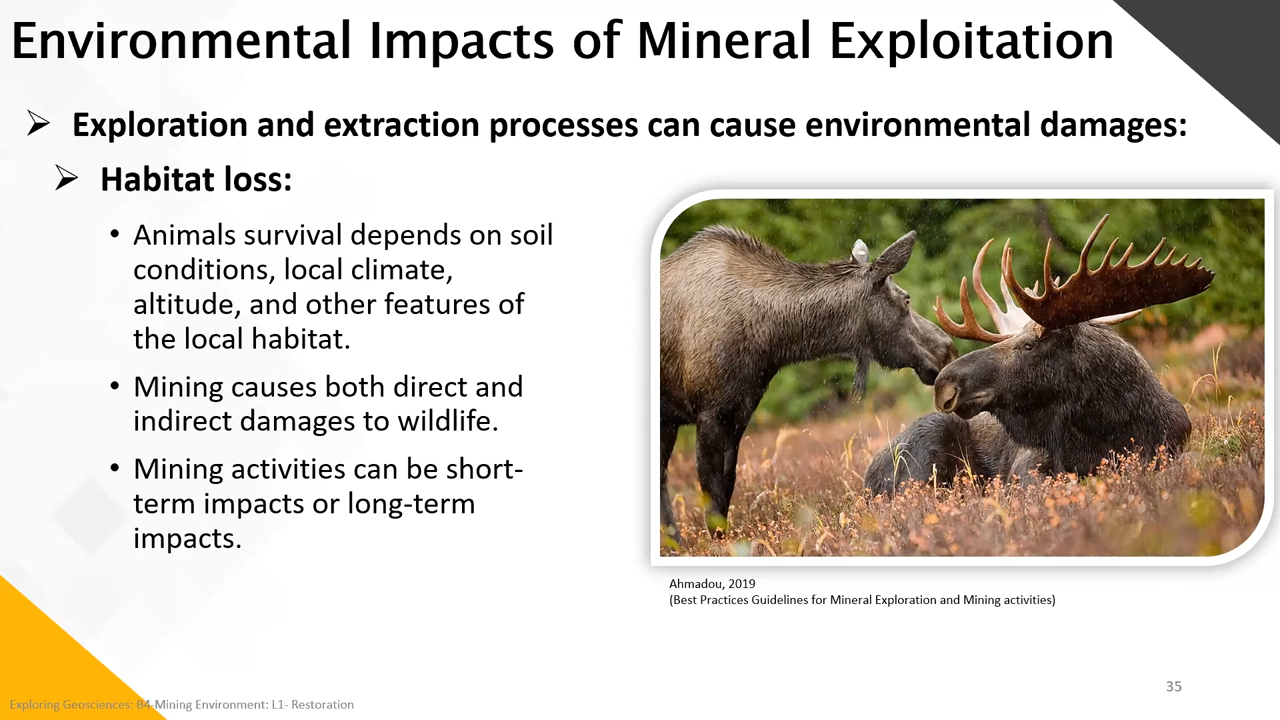 Environmental Impacts of Mineral Exploitation
➢ Exploration and extraction processes can cause environmental damages:
➢ Habitat loss:
• Animals survival depends on soil
conditions, local climate,
altitude, and other features of
the local habitat.
• Mining causes both direct and
indirect damages to wildlife.
• Mining activities can be short-
term impacts or long-term
impacts.
Ahmadou, 2019
(Best Practices Guidelines for Mineral Exploration and Mining activities)
35
Exploring Geosciences: B4-Mining Environment: L1- Restoration